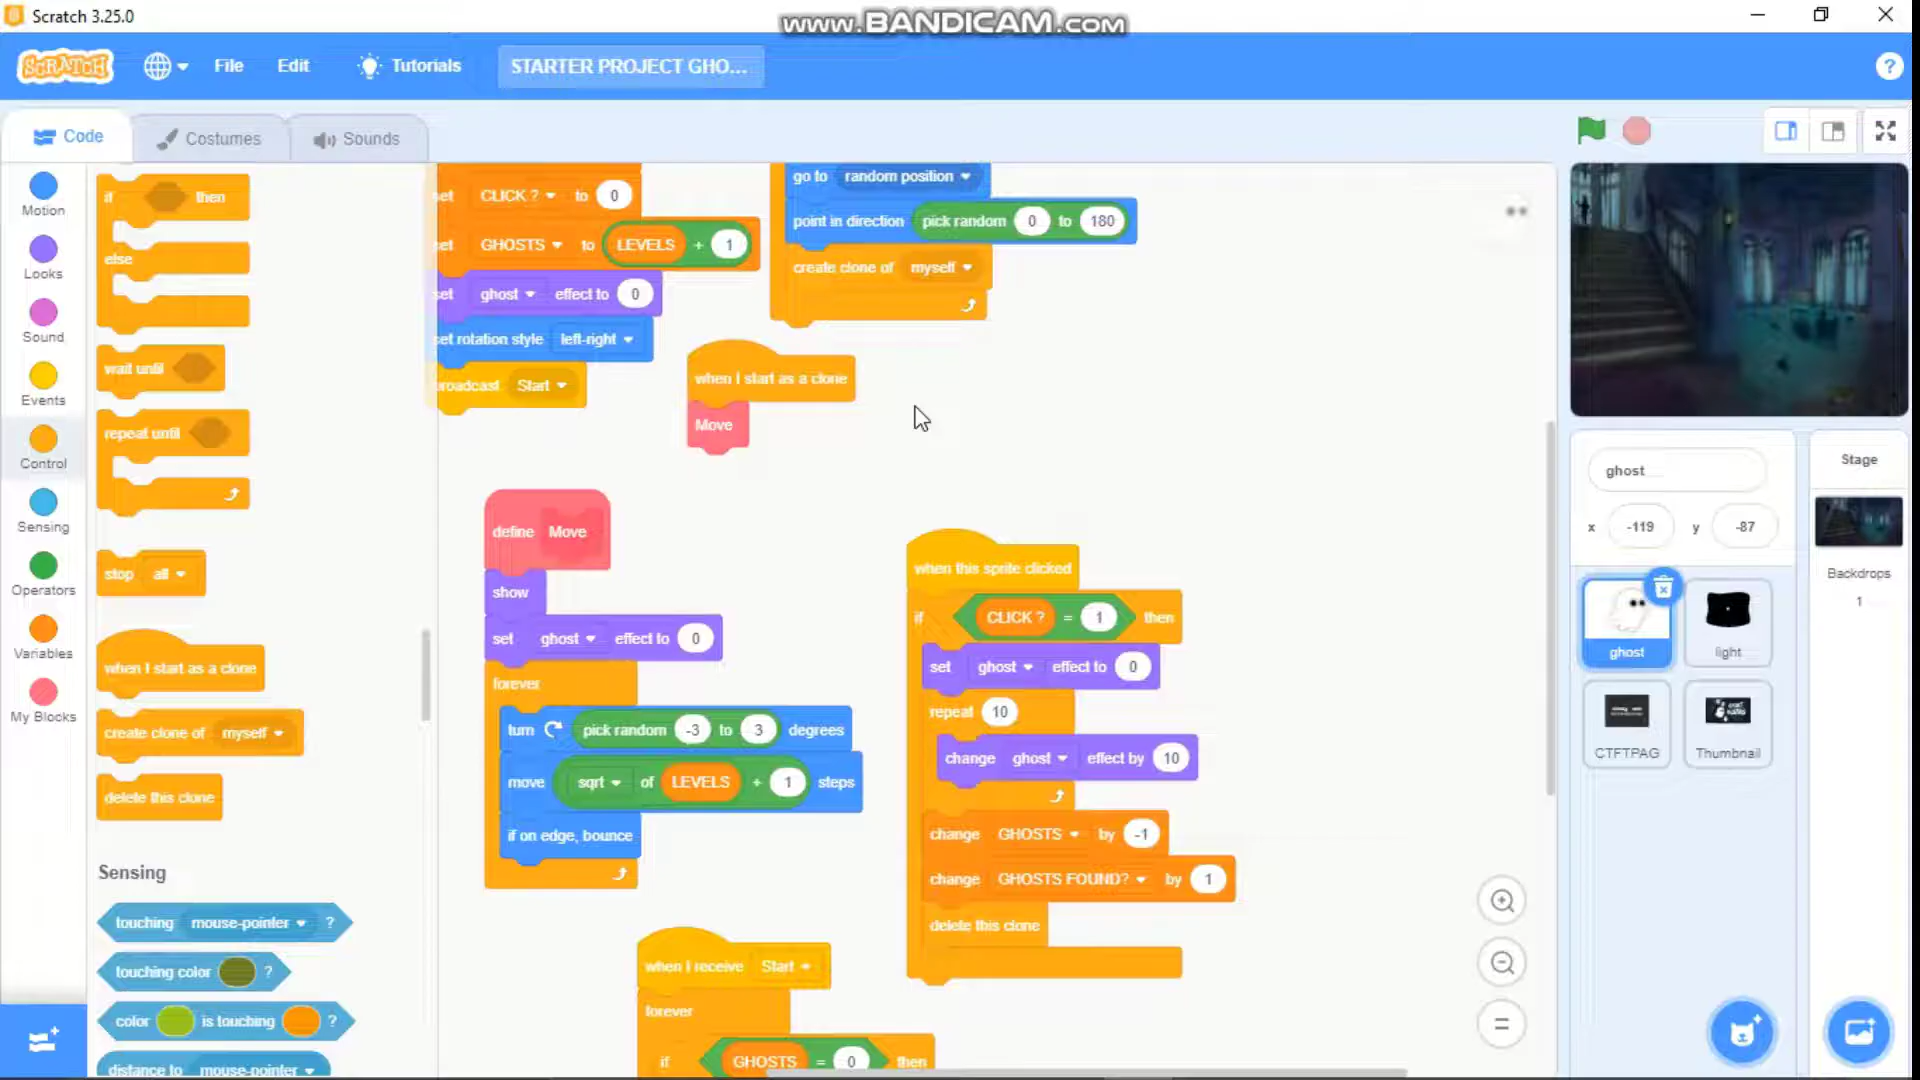 Scratch 3.25.0
www.BANDICAM.com
SCRATCH
File
Edit
Tutorials
STARTER PROJECT GHO...
?
Code
Costumes
Sounds
Motion
Looks
Sound
Events
Control
Sensing
Operators
Variables
My Blocks
if then
else
wait until
repeat until
stop all
when I start as a clone
create clone of myself
delete this clone
Sensing
touching mouse-pointer ?
touching color ?
color is touching ?
distance to mouse-pointer
set CLICK ? to 0
set GHOSTS to LEVELS + 1
set ghost effect to 0
set rotation style left-right
broadcast Start
go to random position
point in direction pick random 0 to 180
create clone of myself
when I start as a clone
Move
define Move
show
set ghost effect to 0
forever
turn pick random -3 to 3 degrees
move sqrt of LEVELS + 1 steps
if on edge, bounce
when this sprite clicked
if CLICK ? = 1 then
set ghost effect to 0
repeat 10
change ghost effect by 10
change GHOSTS by -1
change GHOSTS FOUND? by 1
delete this clone
when I receive Start
forever
if GHOSTS = 0 then
ghost
x -119 y -87
ghost
light
CTFTPAG
Thumbnail
Stage
Backdrops
1